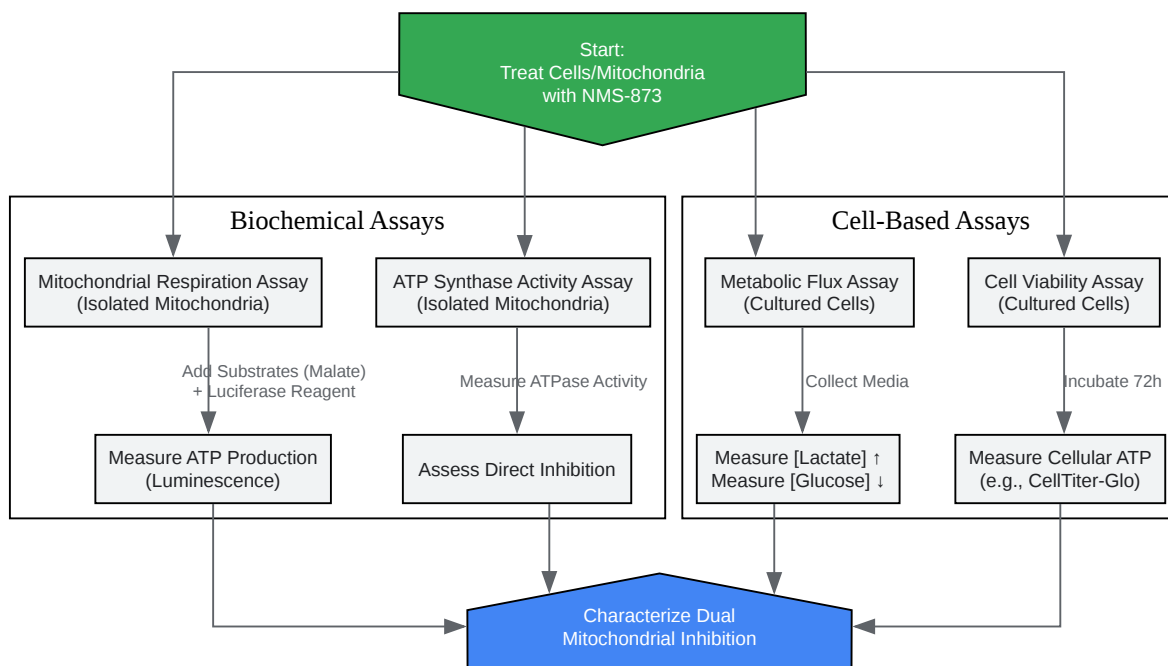 Start:
Treat Cells/Mitochondria
with NMS-873
Biochemical Assays
Cell-Based Assays
Mitochondrial Respiration Assay
(Isolated Mitochondria)
ATP Synthase Activity Assay
(Isolated Mitochondria)
Metabolic Flux Assay
(Cultured Cells)
Cell Viability Assay
(Cultured Cells)
Add Substrates (Malate)
+ Luciferase Reagent
Measure ATPase Activity
Collect Media
Incubate 72h
Measure ATP Production
(Luminescence)
Assess Direct Inhibition
Measure [Lactate] ↑
Measure [Glucose] ↓
Measure Cellular ATP
(e.g., CellTiter-Glo)
Characterize Dual
Mitochondrial Inhibition